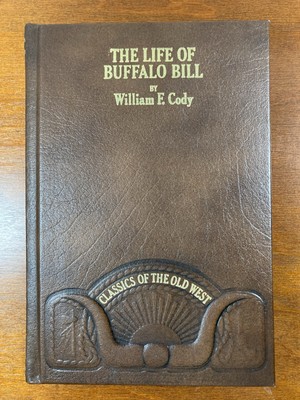 THE LIFE OF
BUFFALO BILL
BY
William F. Cody
CLASSICS OF THE OLD WEST